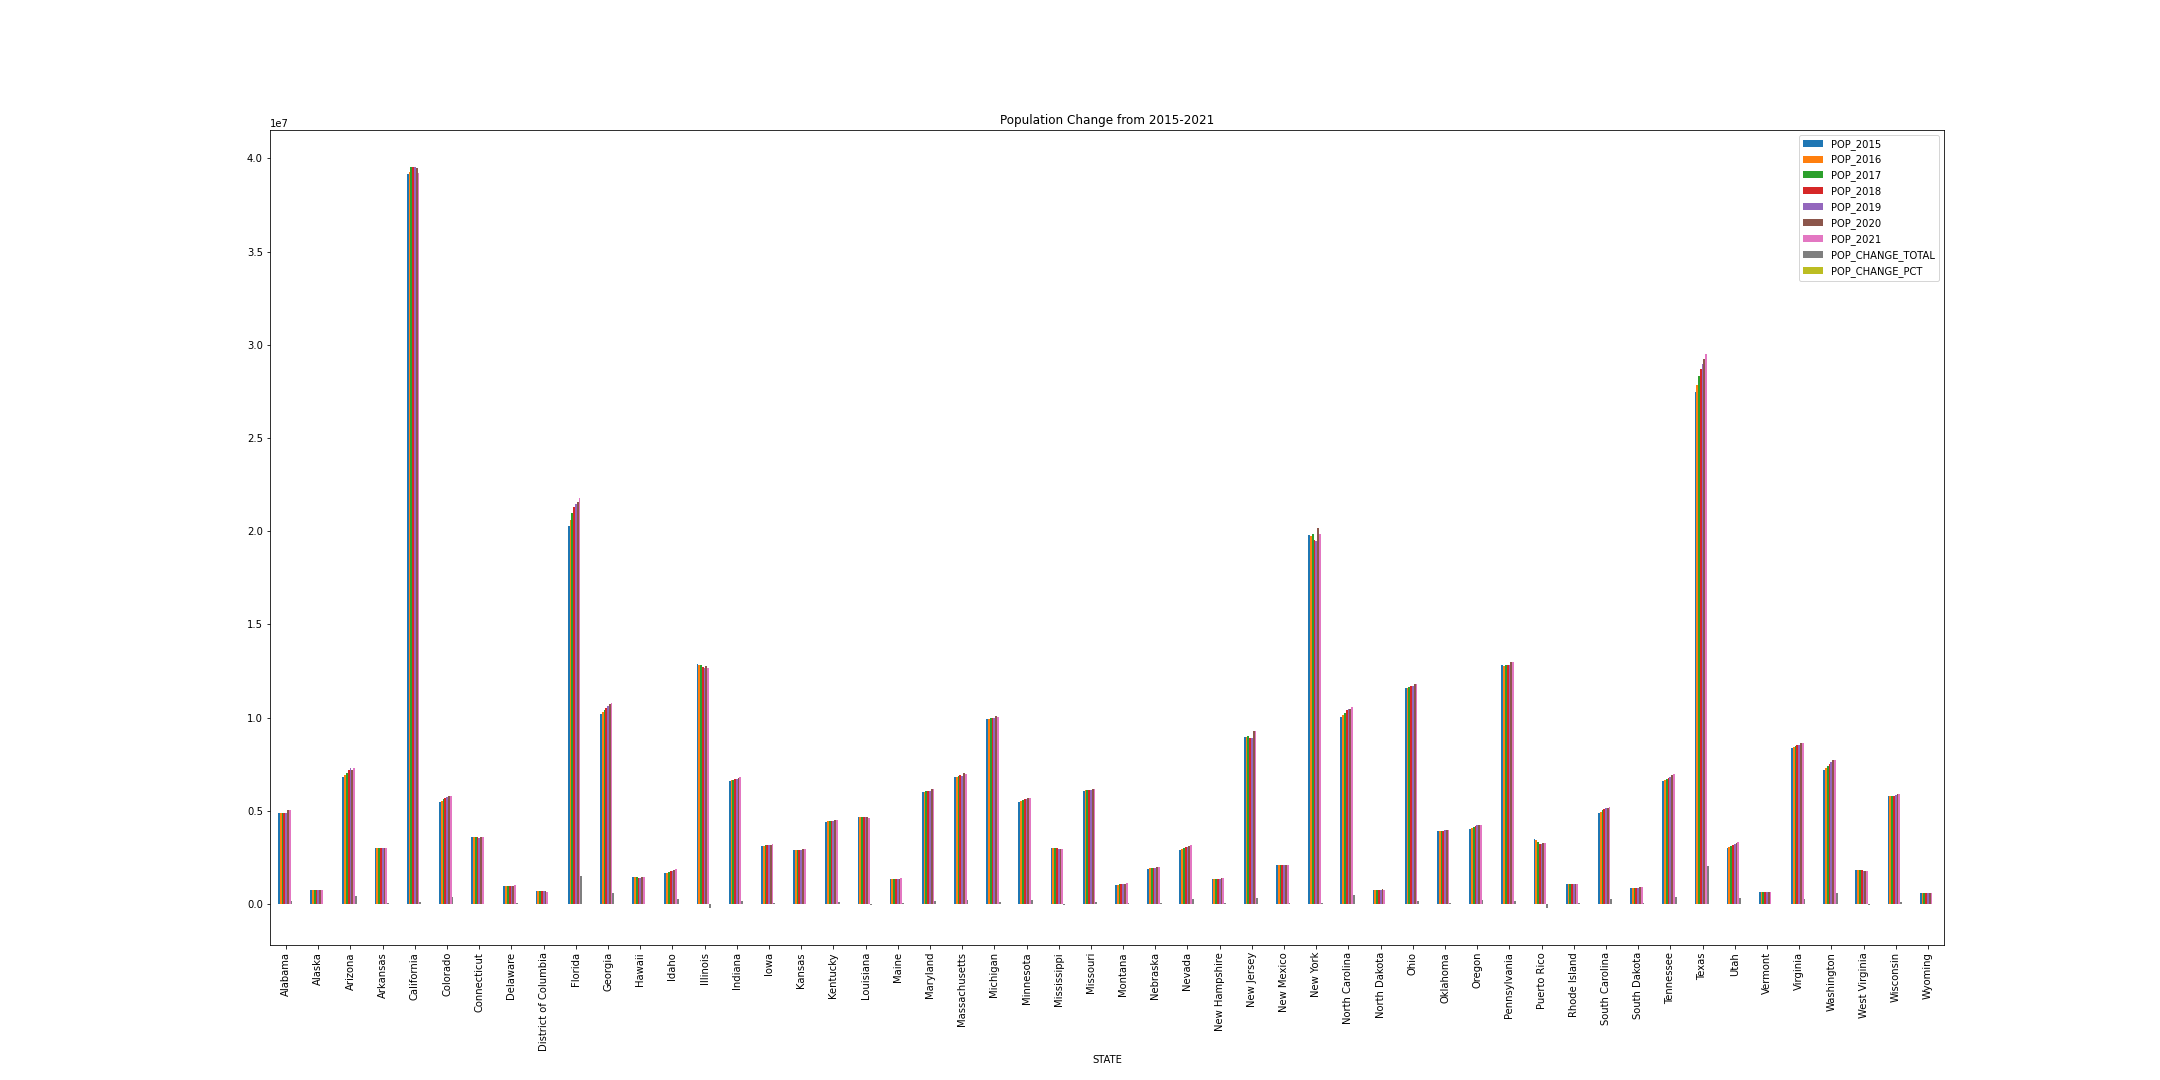 Population Change from 2015-2021
1e7
4.0
3.5
3.0
2.5
2.0
1.5
1.0
0.5
0.0
POP_2015
POP_2016
POP_2017
POP_2018
POP_2019
POP_2020
POP_2021
POP_CHANGE_TOTAL
POP_CHANGE_PCT
Alabama
Alaska
Arizona
Arkansas
California
Colorado
Connecticut
Delaware
District of Columbia
Florida
Georgia
Hawaii
Idaho
Illinois
Indiana
Iowa
Kansas
Kentucky
Louisiana
Maine
Maryland
Massachusetts
Michigan
Minnesota
Mississippi
Missouri
Montana
Nebraska
Nevada
New Hampshire
New Jersey
New Mexico
New York
North Carolina
North Dakota
Ohio
Oklahoma
Oregon
Pennsylvania
Puerto Rico
Rhode Island
South Carolina
South Dakota
Tennessee
Texas
Utah
Vermont
Virginia
Washington
West Virginia
Wisconsin
Wyoming
STATE